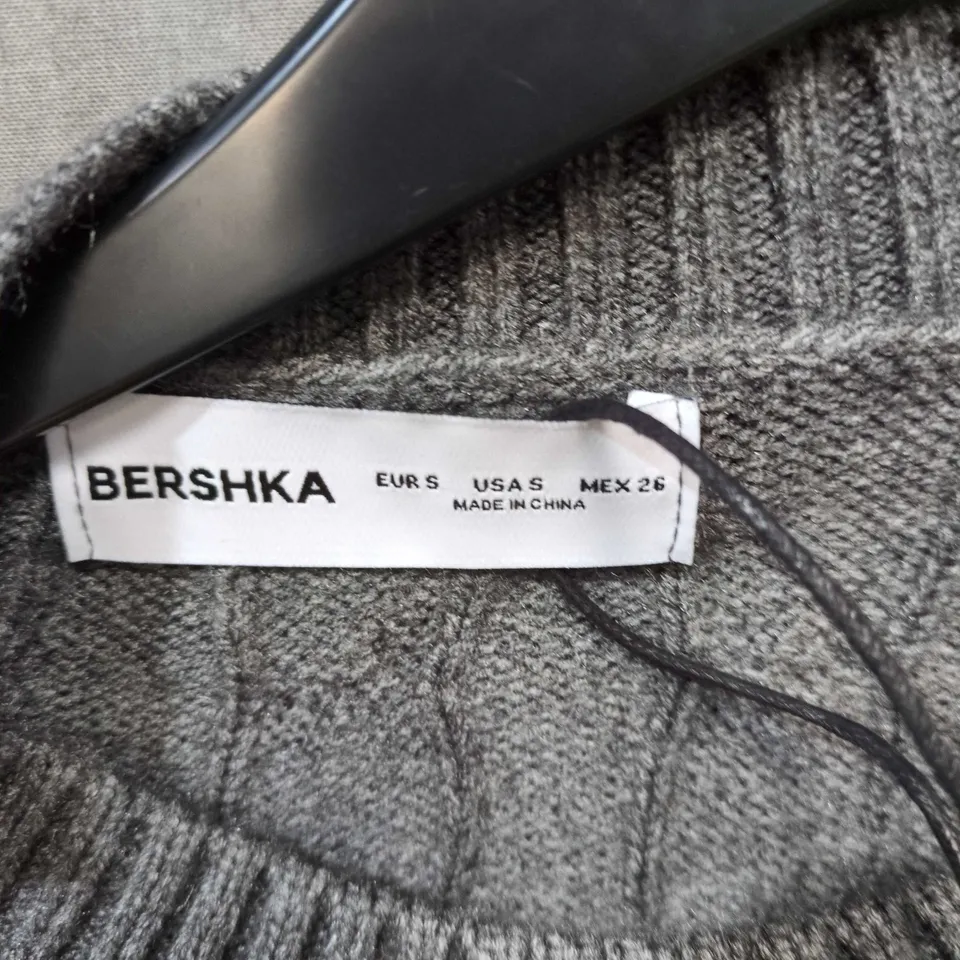 BERSHKA EUR S USA S MEX 26
MADE IN CHINA